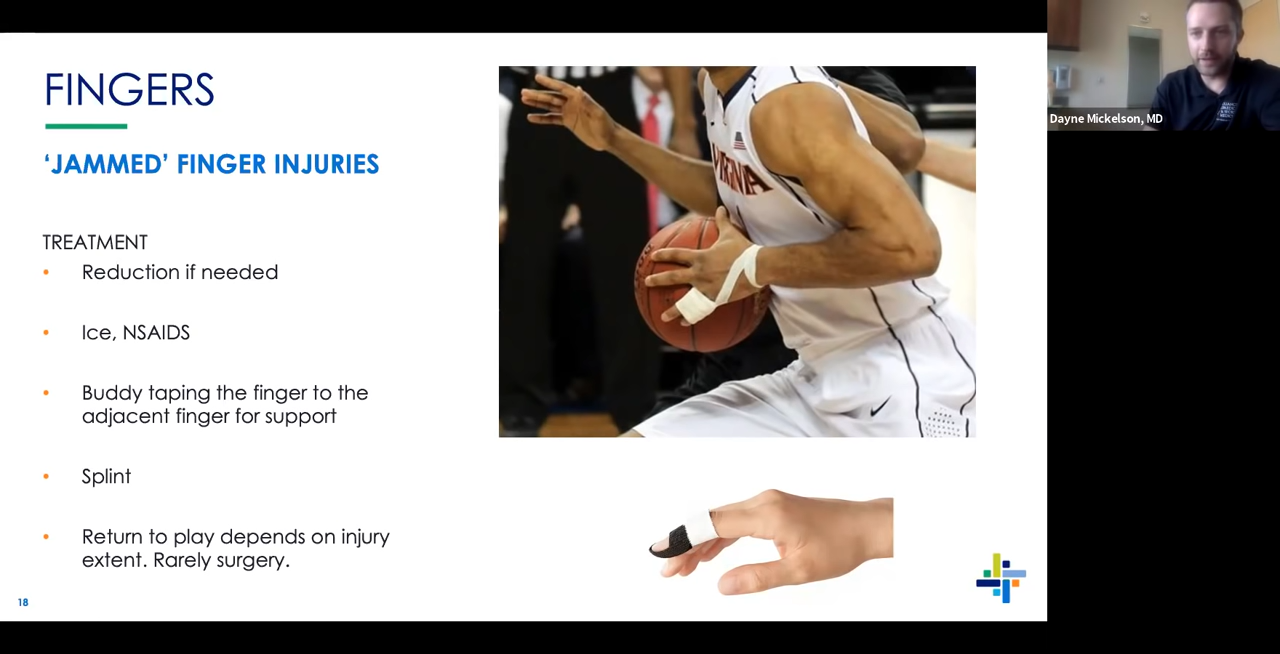 FINGERS
‘JAMMED’ FINGER INJURIES
TREATMENT
• Reduction if needed
• Ice, NSAIDS
• Buddy taping the finger to the
adjacent finger for support
• Splint
• Return to play depends on injury
extent. Rarely surgery.
18
VIRGINIA
Dayne Mickelson, MD